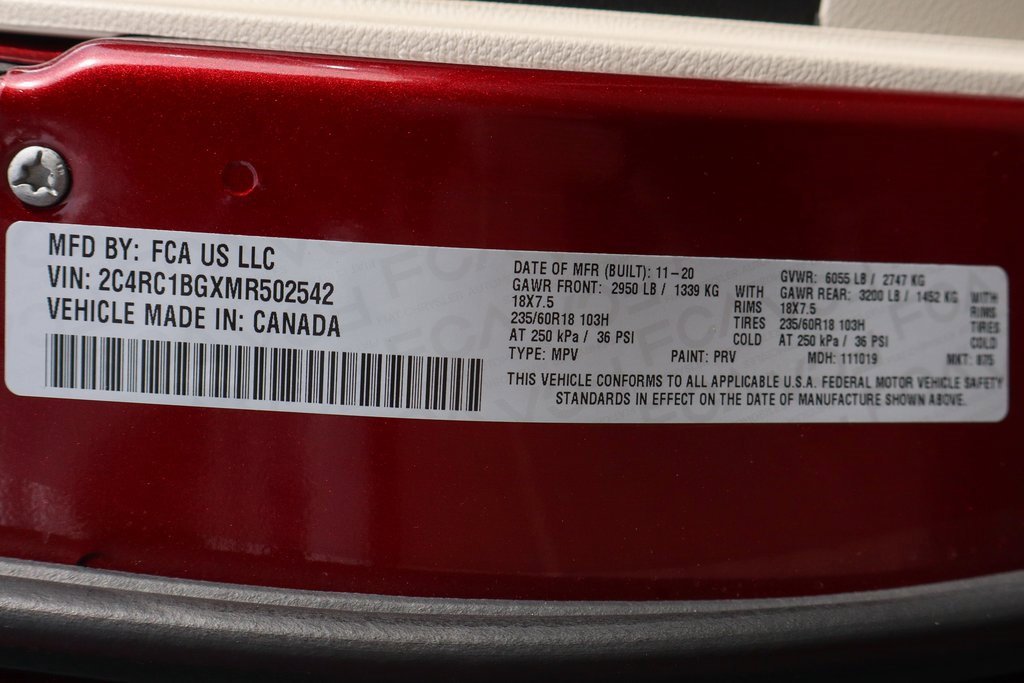 MFD BY: FCA US LLC
VIN: 2C4RC1BGXMR502542
VEHICLE MADE IN: CANADA
DATE OF MFR (BUILT): 11-20
GAWR FRONT: 2950 LB / 1339 KG WITH
18X7.5 RIMS
235/60R18 103H TIRES
AT 250 kPa / 36 PSI COLD
TYPE: MPV PAINT: PRV
GVWR: 6055 LB / 2747 KG
GAWR REAR: 3200 LB / 1452 KG WITH
18X7.5 RIMS
235/60R18 103H TIRES
AT 250 kPa / 36 PSI COLD
MDH: 111019 MKT: 875
THIS VEHICLE CONFORMS TO ALL APPLICABLE U.S.A. FEDERAL MOTOR VEHICLE SAFETY
STANDARDS IN EFFECT ON THE DATE OF MANUFACTURE SHOWN ABOVE.